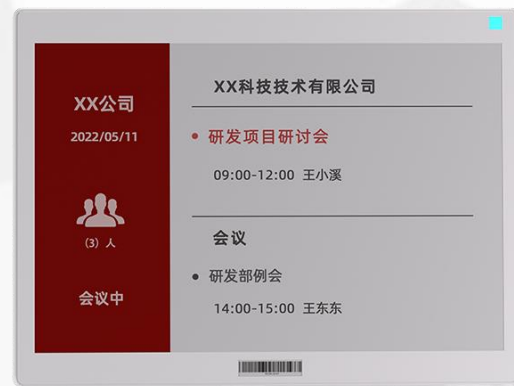 XX公司
2022/05/11
(3) 人
会议中
XX科技技术有限公司
• 研发项目研讨会
09:00-12:00 王小溪
会议
• 研发部例会
14:00-15:00 王东东